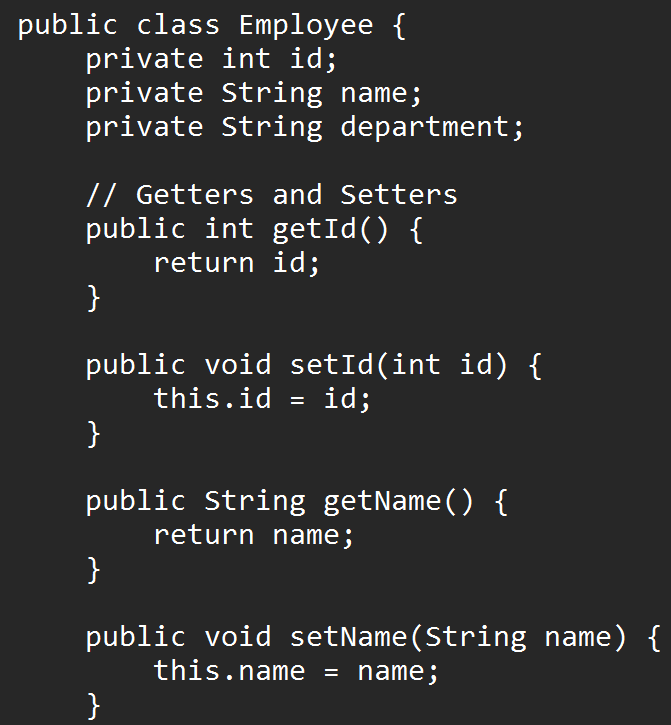 public class Employee {
    private int id;
    private String name;
    private String department;

    // Getters and Setters
    public int getId() {
        return id;
    }

    public void setId(int id) {
        this.id = id;
    }

    public String getName() {
        return name;
    }

    public void setName(String name) {
        this.name = name;
    }